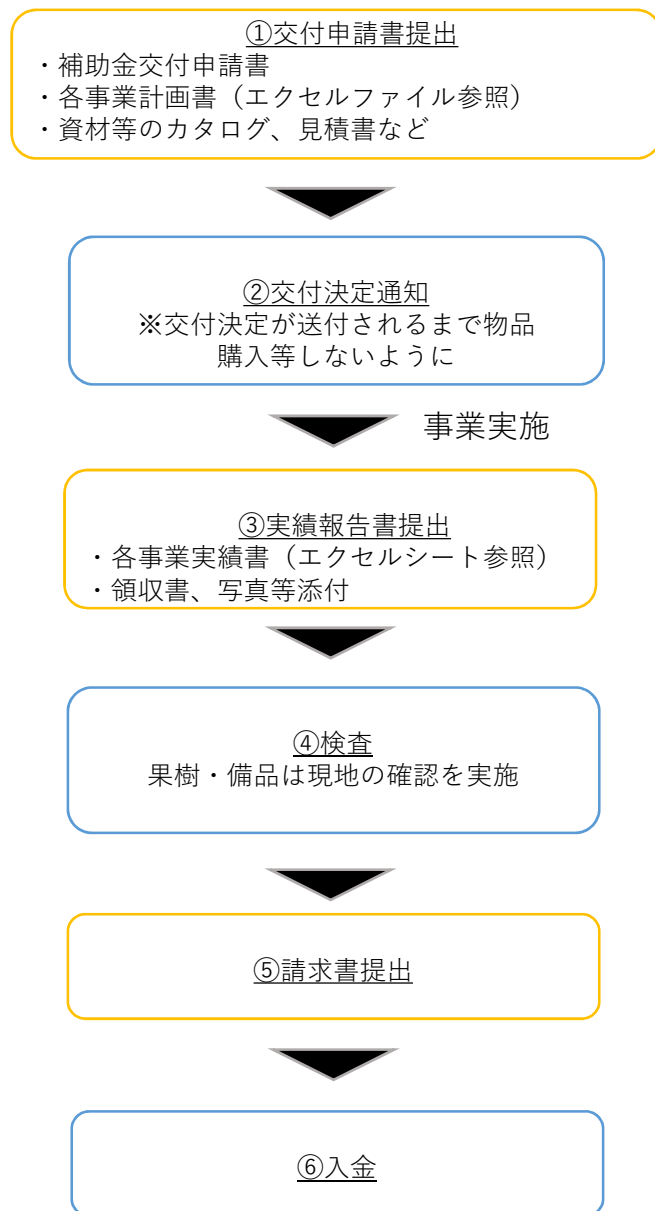 ①交付申請書提出
・補助金交付申請書
・各事業計画書（エクセルファイル参照）
・資材等のカタログ、見積書など
②交付決定通知
※交付決定が送付されるまで物品
購入等しないように
事業実施
③実績報告書提出
・各事業実績書（エクセルシート参照）
・領収書、写真等添付
④検査
果樹・備品は現地の確認を実施
⑤請求書提出
⑥入金